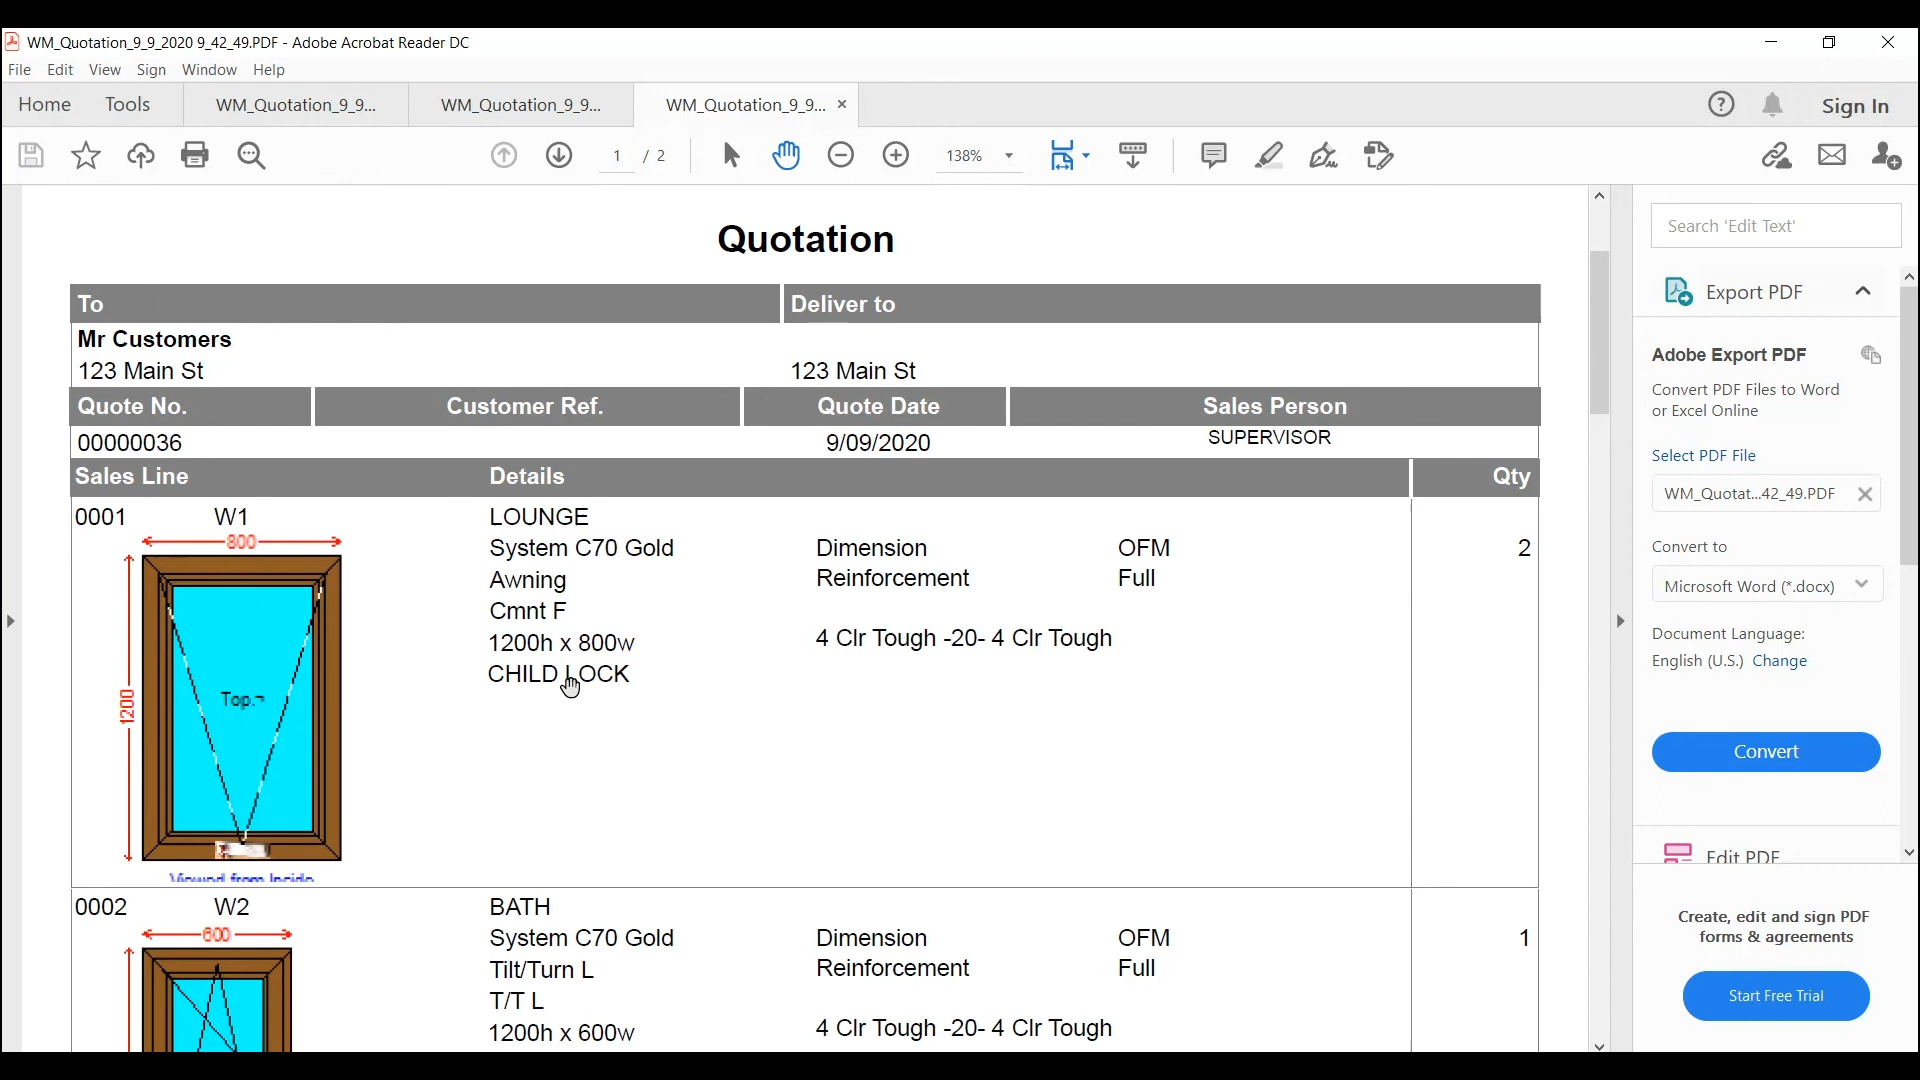 WM_Quotation_9_9_2020 9_42_49.PDF - Adobe Acrobat Reader DC
File Edit View Sign Window Help
Home Tools WM_Quotation_9_9... WM_Quotation_9_9... WM_Quotation_9_9... × Sign In
1 / 2 138%
Quotation
To Deliver to
Mr Customers
123 Main St 123 Main St
Quote No. Customer Ref. Quote Date Sales Person
00000036 9/09/2020 SUPERVISOR
Sales Line Details Qty
0001 W1 LOUNGE
800
System C70 Gold Dimension OFM 2
Awning Reinforcement Full
Cmnt F
1200h x 800w 4 Clr Tough -20- 4 Clr Tough
CHILD LOCK
1200
Top.¬
Viewed from Inside
0002 W2 BATH
600
System C70 Gold Dimension OFM 1
Tilt/Turn L Reinforcement Full
T/T L
1200h x 600w 4 Clr Tough -20- 4 Clr Tough
Search 'Edit Text'
Export PDF
Adobe Export PDF
Convert PDF Files to Word
or Excel Online
Select PDF File
WM_Quotat...42_49.PDF
Convert to
Microsoft Word (*.docx)
Document Language:
English (U.S.) Change
Convert
Edit PDF
Create, edit and sign PDF
forms & agreements
Start Free Trial